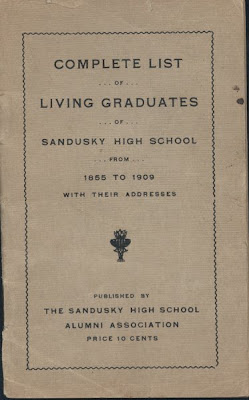 COMPLETE LIST
... OF ...
LIVING GRADUATES
... OF ...
SANDUSKY HIGH SCHOOL
... FROM ...
1855 TO 1909
WITH THEIR ADDRESSES
PUBLISHED BY
THE SANDUSKY HIGH SCHOOL
ALUMNI ASSOCIATION
PRICE 10 CENTS